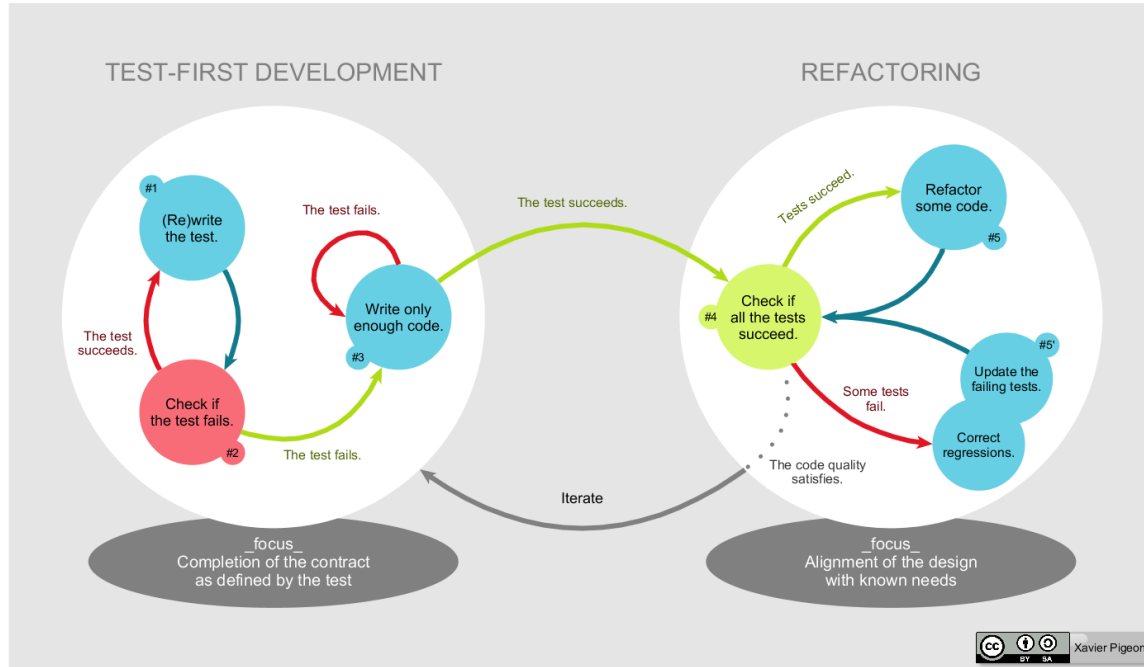 TEST-FIRST DEVELOPMENT
REFACTORING
#1
(Re)write
the test.
The test
succeeds.
Check if
the test fails.
#2
The test fails.
The test fails.
Write only
enough code.
#3
The test succeeds.
#4
Check if
all the tests
succeed.
Tests succeed.
Refactor
some code.
#5
#5'
Update the
failing tests.
Correct
regressions.
Some tests
fail.
The code quality
satisfies.
Iterate
_focus_
Completion of the contract
as defined by the test
_focus_
Alignment of the design
with known needs
cc
BY SA
Xavier Pigeon